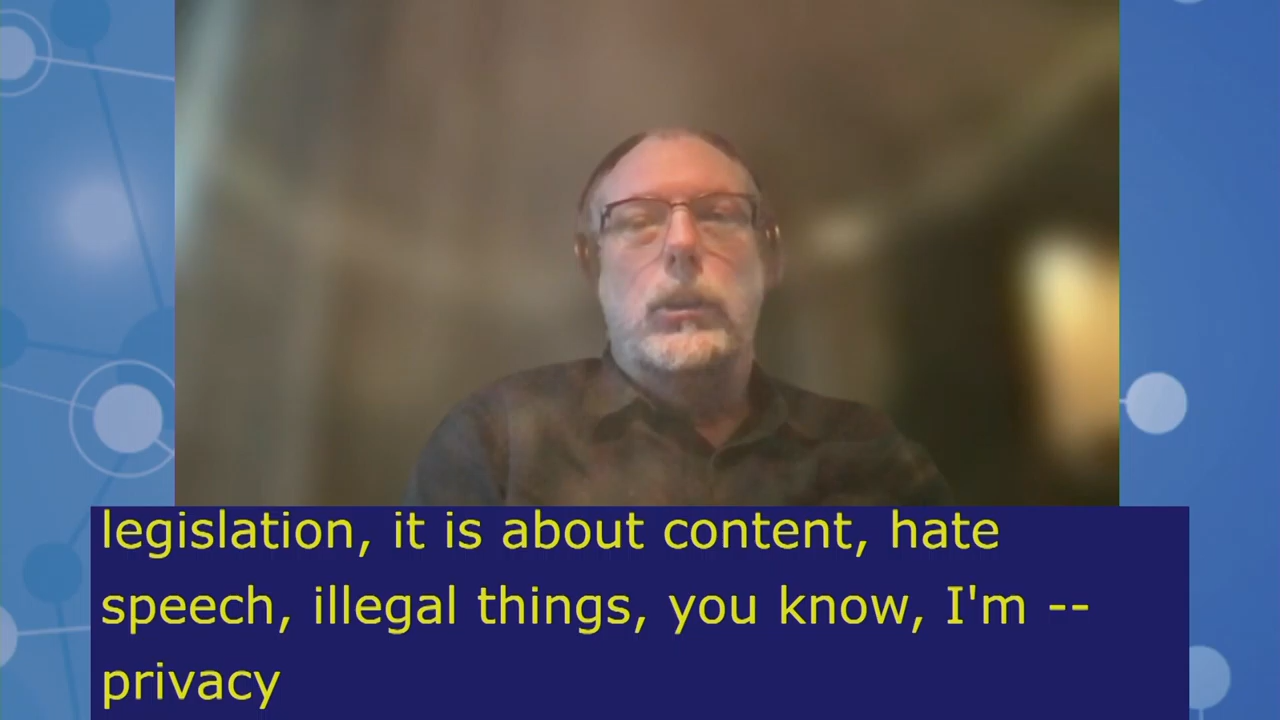 legislation, it is about content, hate
speech, illegal things, you know, I'm --
privacy